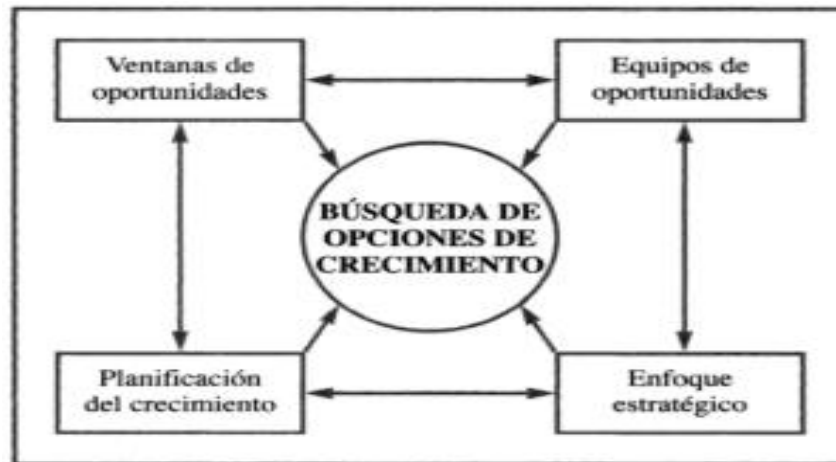 Ventanas de
oportunidades
Equipos de
oportunidades
BÚSQUEDA DE
OPCIONES DE
CRECIMIENTO
Planificación
del crecimiento
Enfoque
estratégico